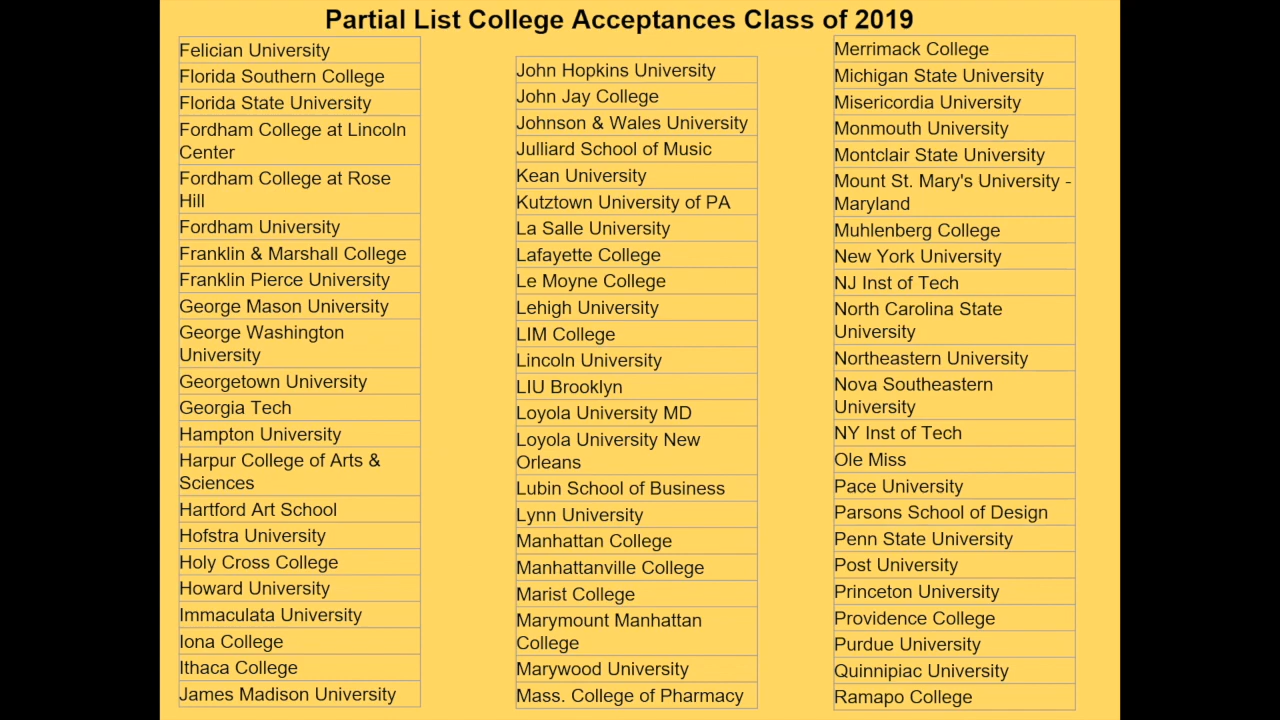 Partial List College Acceptances Class of 2019
Felician University
Florida Southern College
Florida State University
Fordham College at Lincoln
Center
Fordham College at Rose
Hill
Fordham University
Franklin & Marshall College
Franklin Pierce University
George Mason University
George Washington
University
Georgetown University
Georgia Tech
Hampton University
Harpur College of Arts &
Sciences
Hartford Art School
Hofstra University
Holy Cross College
Howard University
Immaculata University
Iona College
Ithaca College
James Madison University
John Hopkins University
John Jay College
Johnson & Wales University
Julliard School of Music
Kean University
Kutztown University of PA
La Salle University
Lafayette College
Le Moyne College
Lehigh University
LIM College
Lincoln University
LIU Brooklyn
Loyola University MD
Loyola University New
Orleans
Lubin School of Business
Lynn University
Manhattan College
Manhattanville College
Marist College
Marymount Manhattan
College
Marywood University
Mass. College of Pharmacy
Merrimack College
Michigan State University
Misericordia University
Monmouth University
Montclair State University
Mount St. Mary's University -
Maryland
Muhlenberg College
New York University
NJ Inst of Tech
North Carolina State
University
Northeastern University
Nova Southeastern
University
NY Inst of Tech
Ole Miss
Pace University
Parsons School of Design
Penn State University
Post University
Princeton University
Providence College
Purdue University
Quinnipiac University
Ramapo College